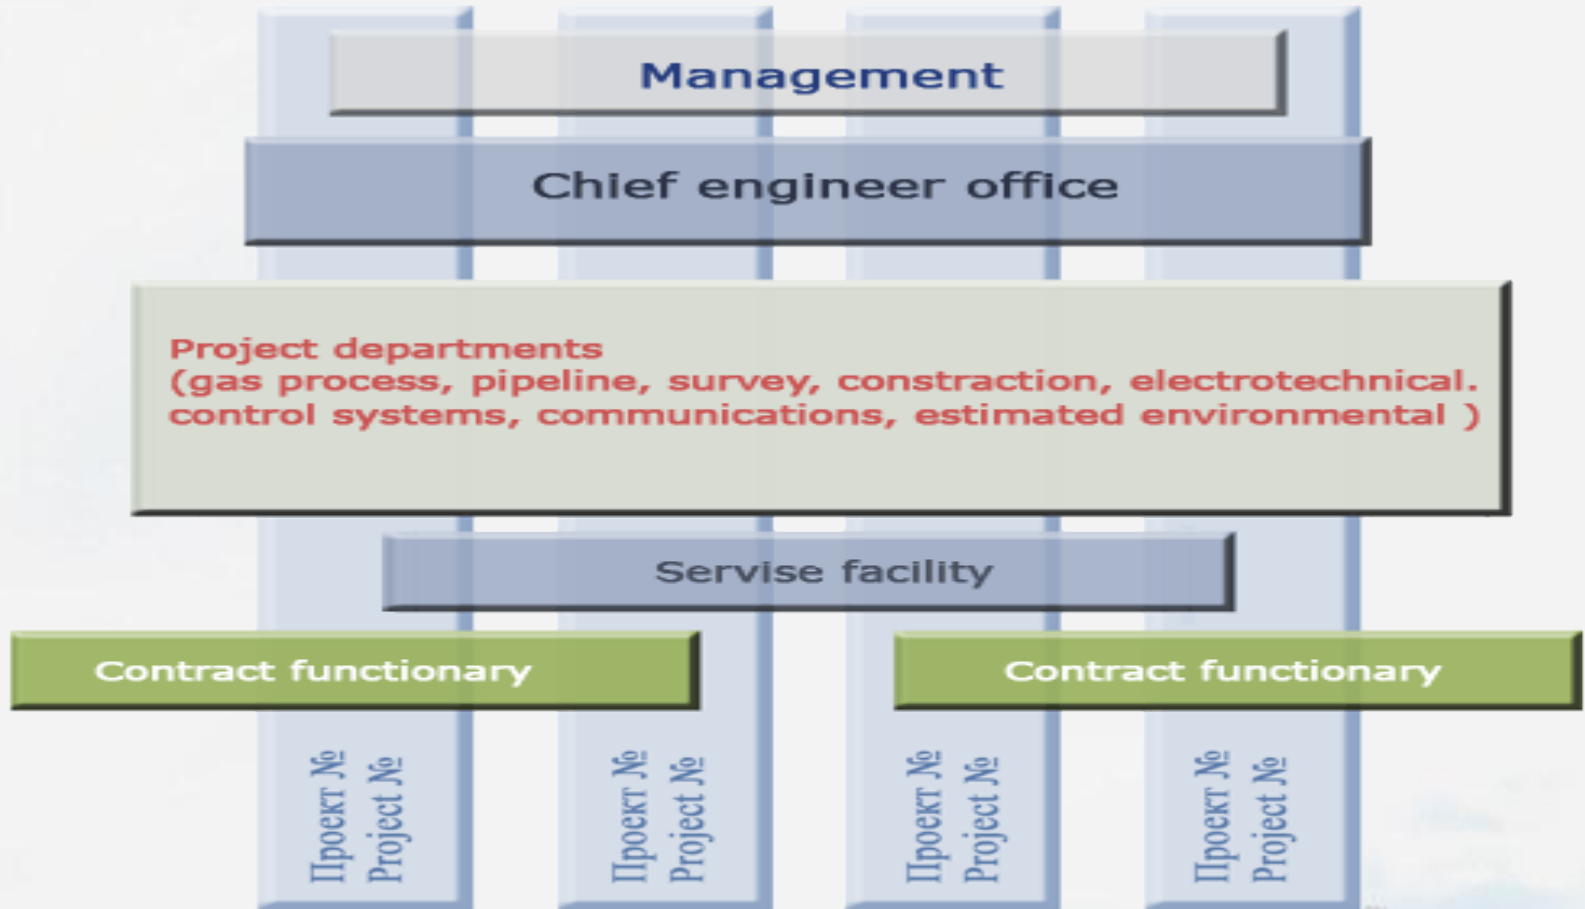 Management
Chief engineer office
Project departments
(gas process, pipeline, survey, constraction, electrotechnical.
control systems, communications, estimated environmental )
Servise facility
Contract functionary
Contract functionary
Проект №
Project №
Проект №
Project №
Проект №
Project №
Проект №
Project №